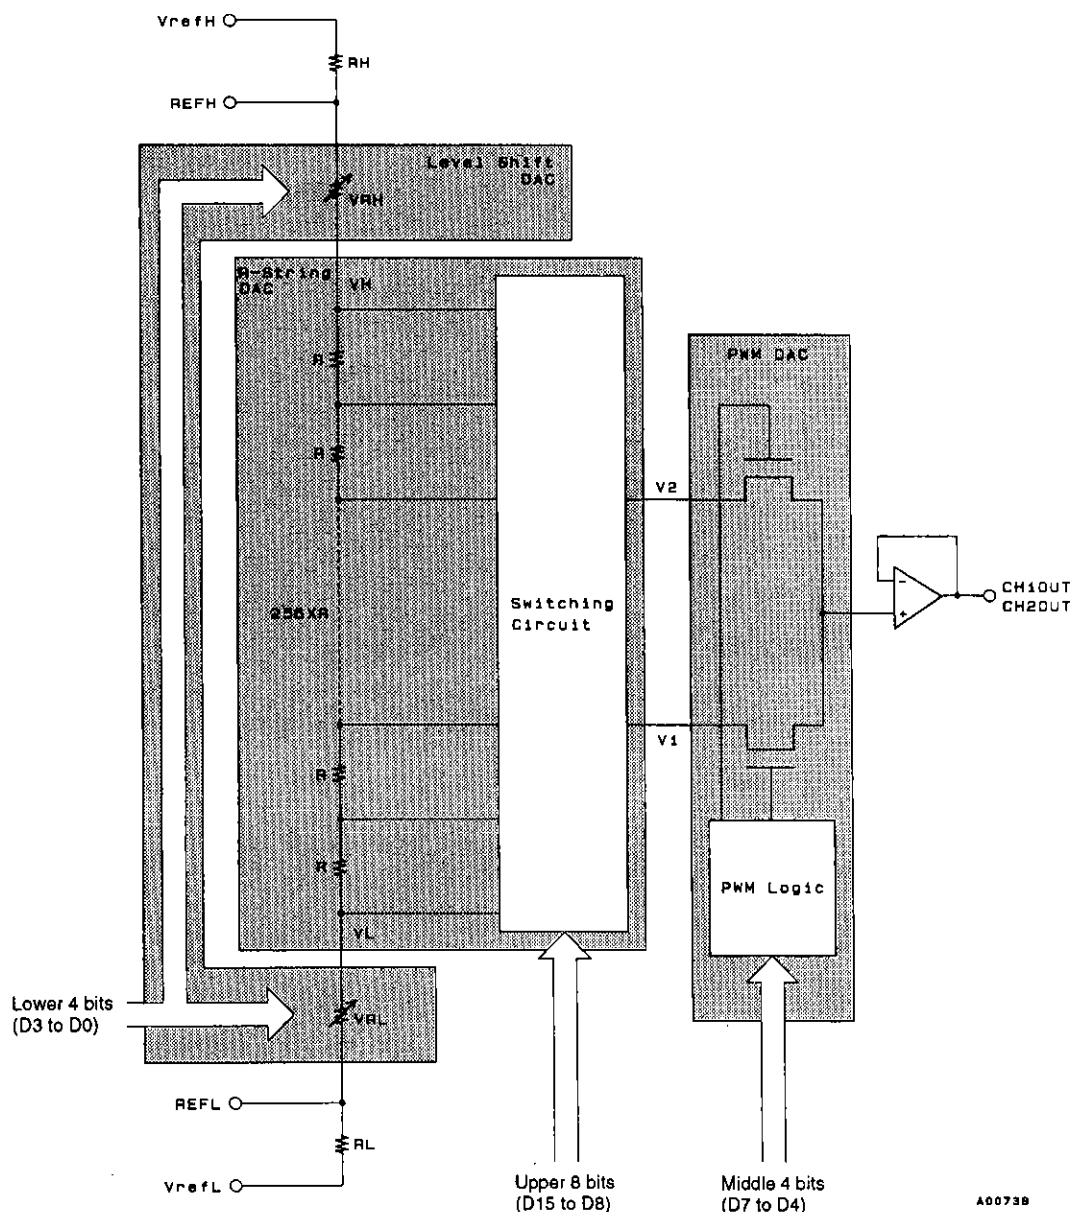 VrefH
RH
REFH
Level Shift
DAC
VRH
R-String
DAC
VH
R
PWM DAC
R
V2
CH1OUT
CH2OUT
256XR
Switching
Circuit
V1
R
R
PWM Logic
VL
Lower 4 bits
(D3 to D0)
VRL
REFL
RL
VrefL
Upper 8 bits
(D15 to D8)
Middle 4 bits
(D7 to D4)
A00738